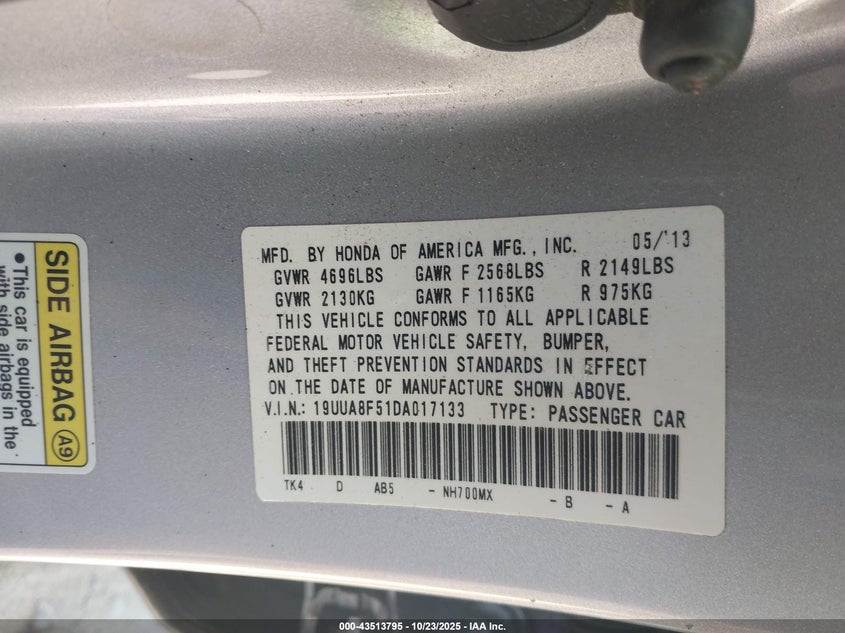 MFD. BY HONDA OF AMERICA MFG., INC. 05/'13
GVWR 4696LBS GAWR F 2568LBS R 2149LBS
GVWR 2130KG GAWR F 1165KG R 975KG
THIS VEHICLE CONFORMS TO ALL APPLICABLE
FEDERAL MOTOR VEHICLE SAFETY, BUMPER,
AND THEFT PREVENTION STANDARDS IN EFFECT
ON THE DATE OF MANUFACTURE SHOWN ABOVE.
V.I.N.: 19UUA8F51DA017133 TYPE: PASSENGER CAR
TK4 D AB5 - NH700MX - B - A
SIDE AIRBAG A9
•This car is equipped
with side airbags in the
000-43513795 - 10/23/2025 - IAA Inc.